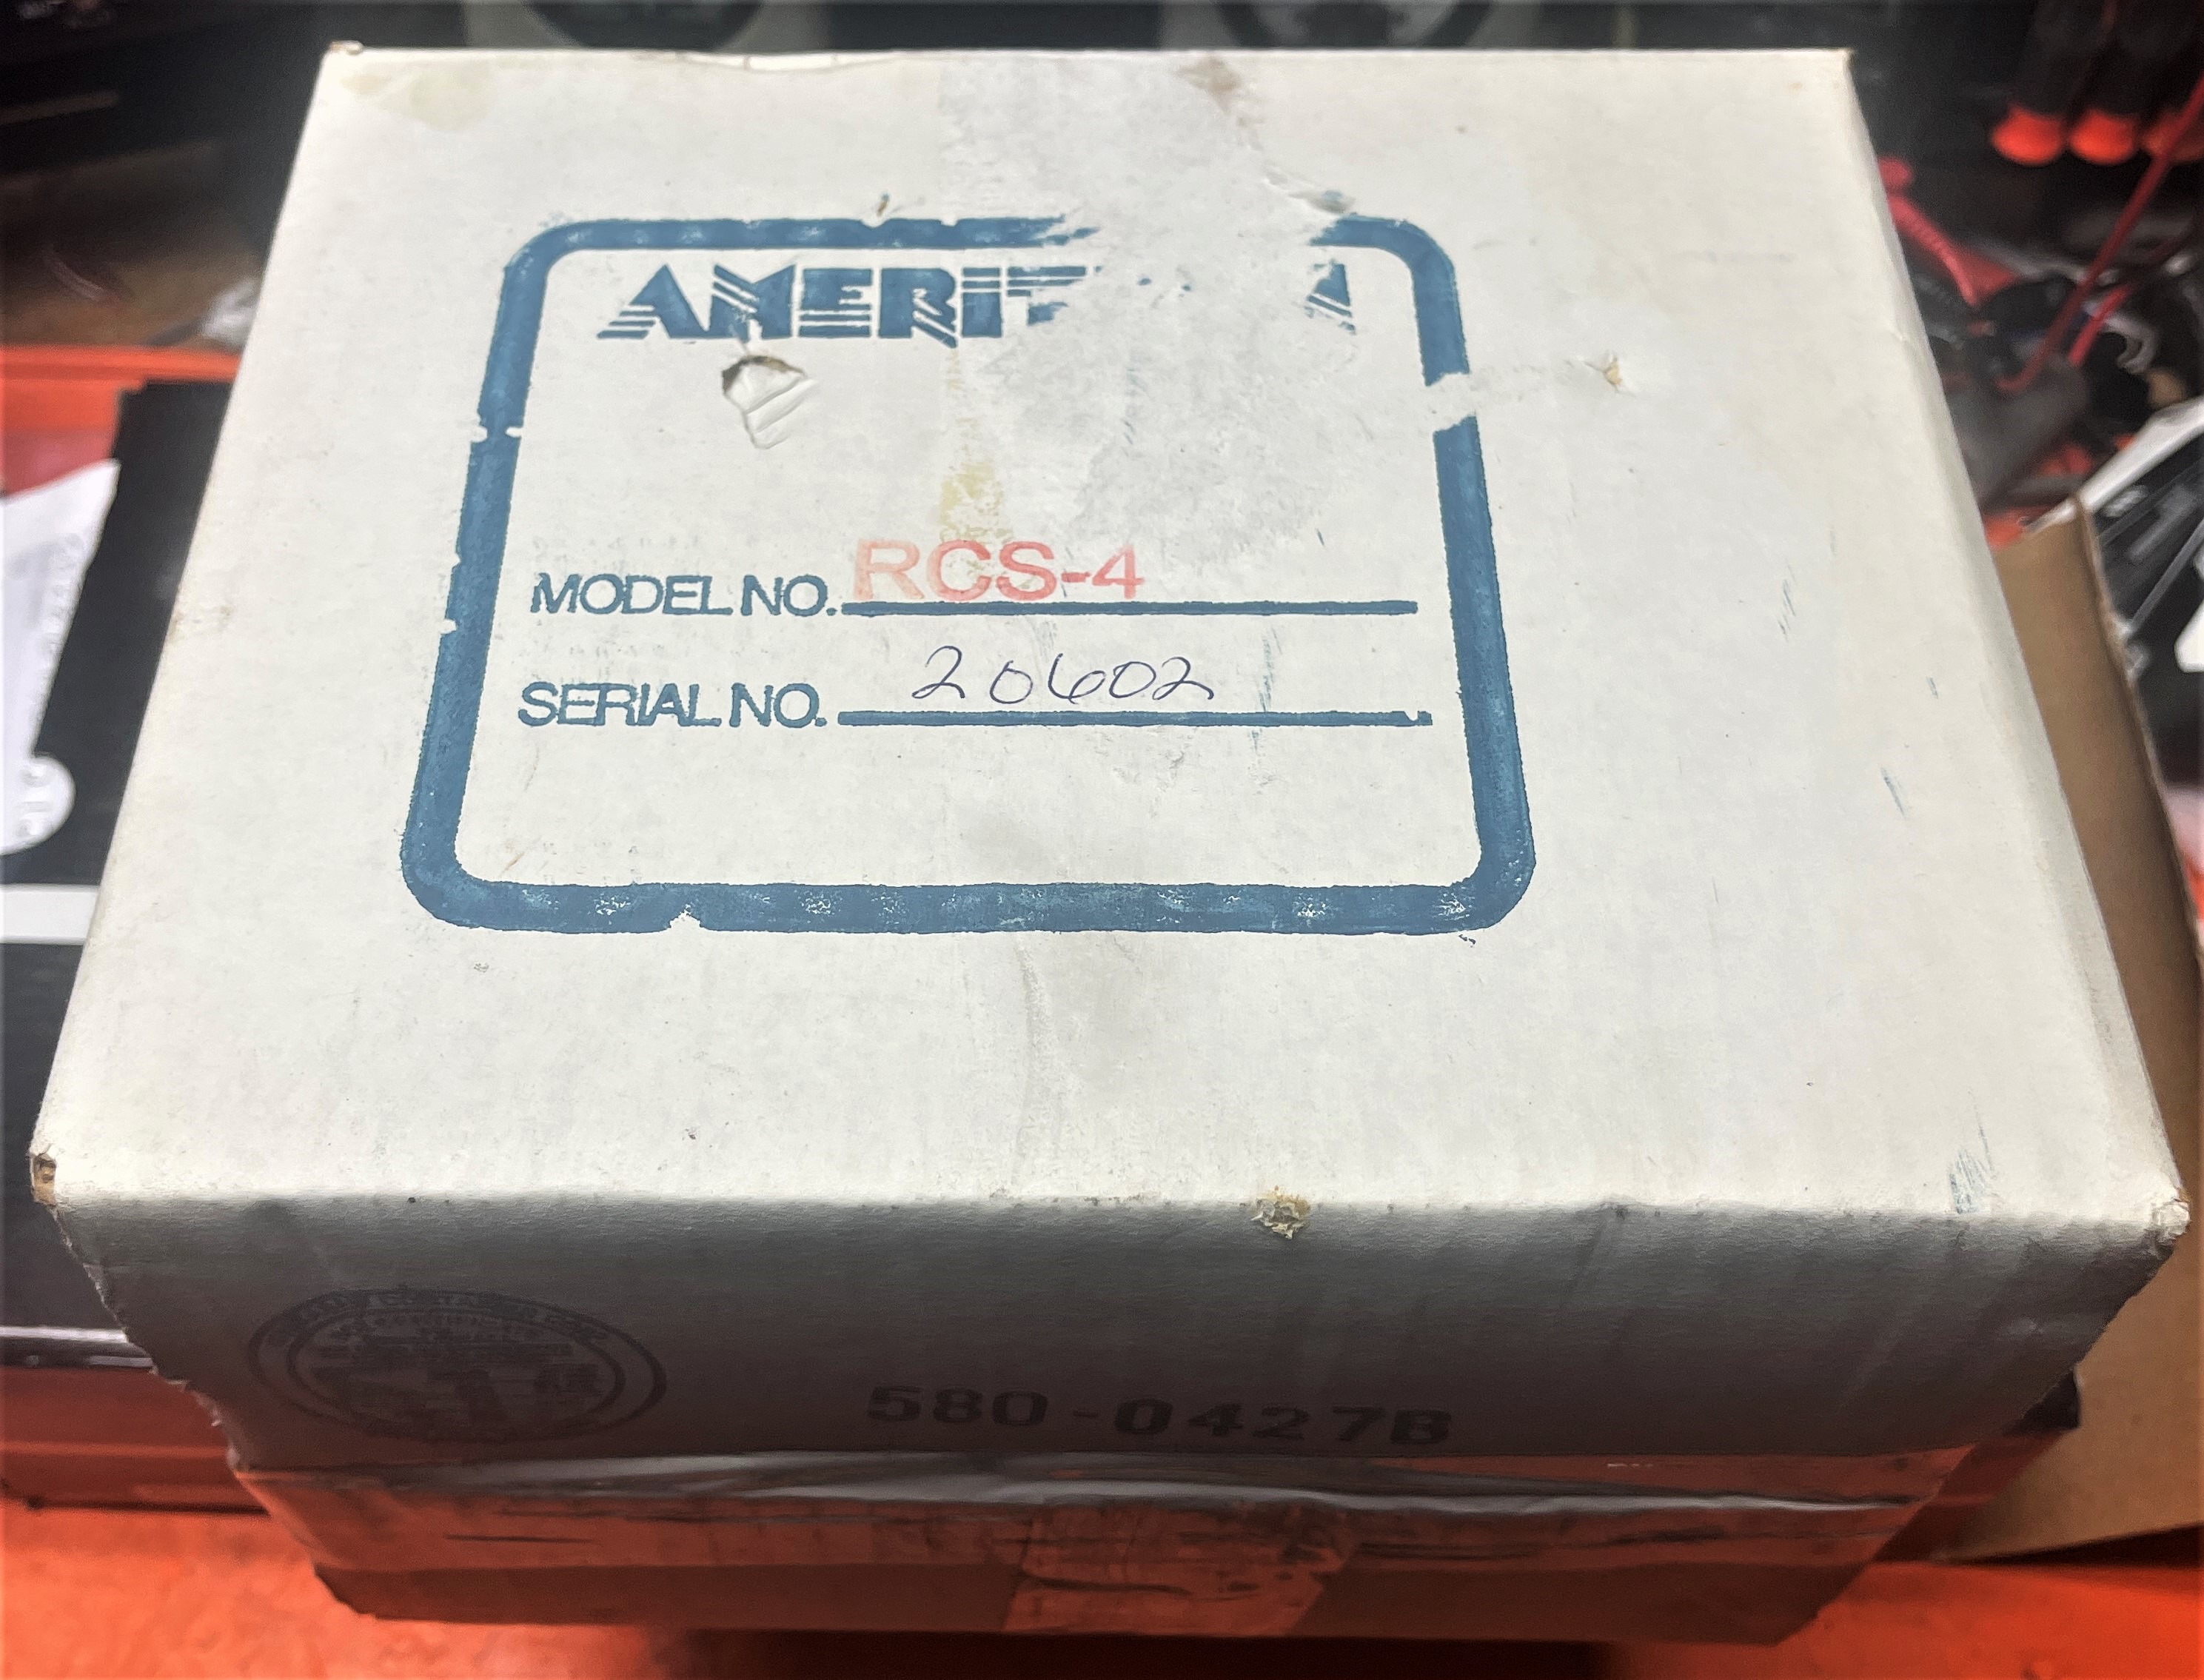 AMERIT
MODEL NO. RCS-4
SERIAL NO. 20602
580-0427B